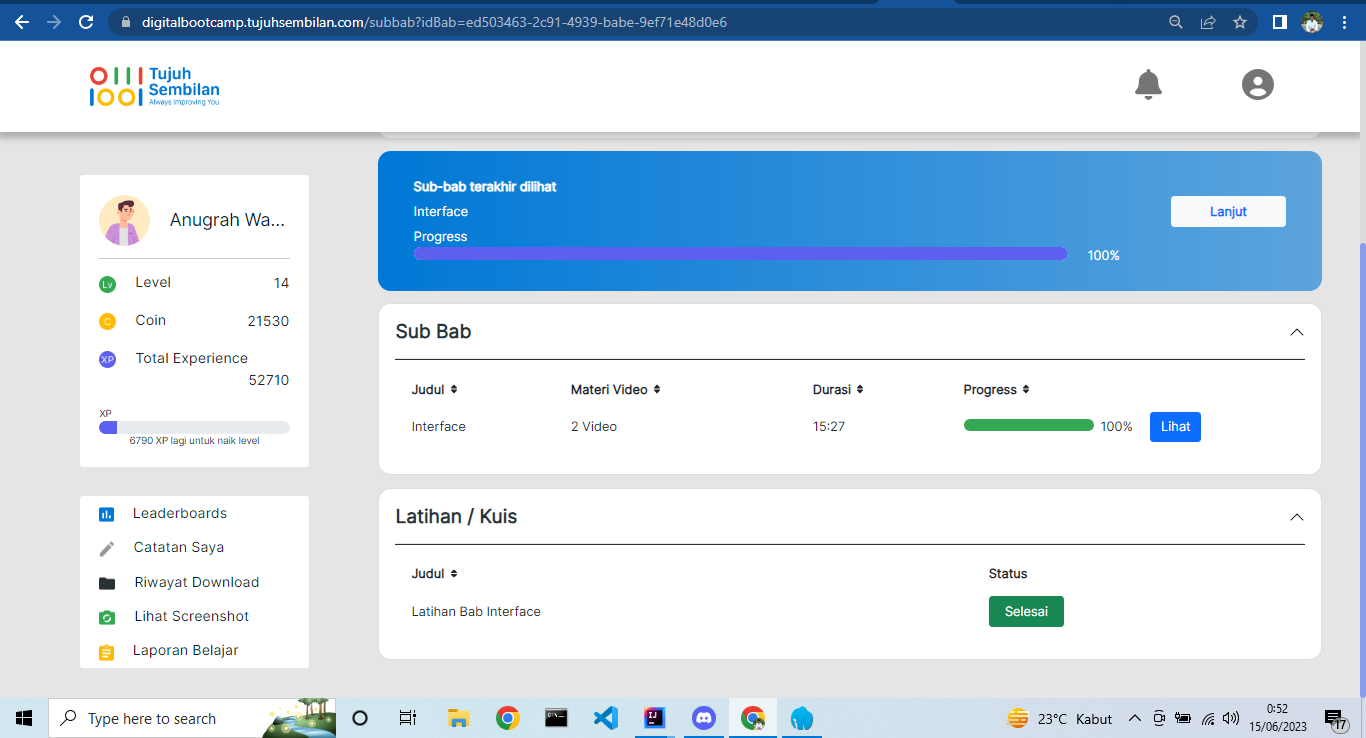 digitalbootcamp.tujuhsembilan.com/subbab?idBab=ed503463-2c91-4939-babe-9ef71e48d0e6
Tujuh
Sembilan
Always Improving You
Anugrah Wa...
Lv Level 14
C Coin 21530
XP Total Experience
52710
XP
6790 XP lagi untuk naik level
Leaderboards
Catatan Saya
Riwayat Download
Lihat Screenshot
Laporan Belajar
Sub-bab terakhir dilihat
Interface
Lanjut
Progress
100%
Sub Bab
Judul Materi Video Durasi Progress
Interface 2 Video 15:27 100% Lihat
Latihan / Kuis
Judul Status
Latihan Bab Interface Selesai
Type here to search
23°C Kabut
0:52
15/06/2023
17